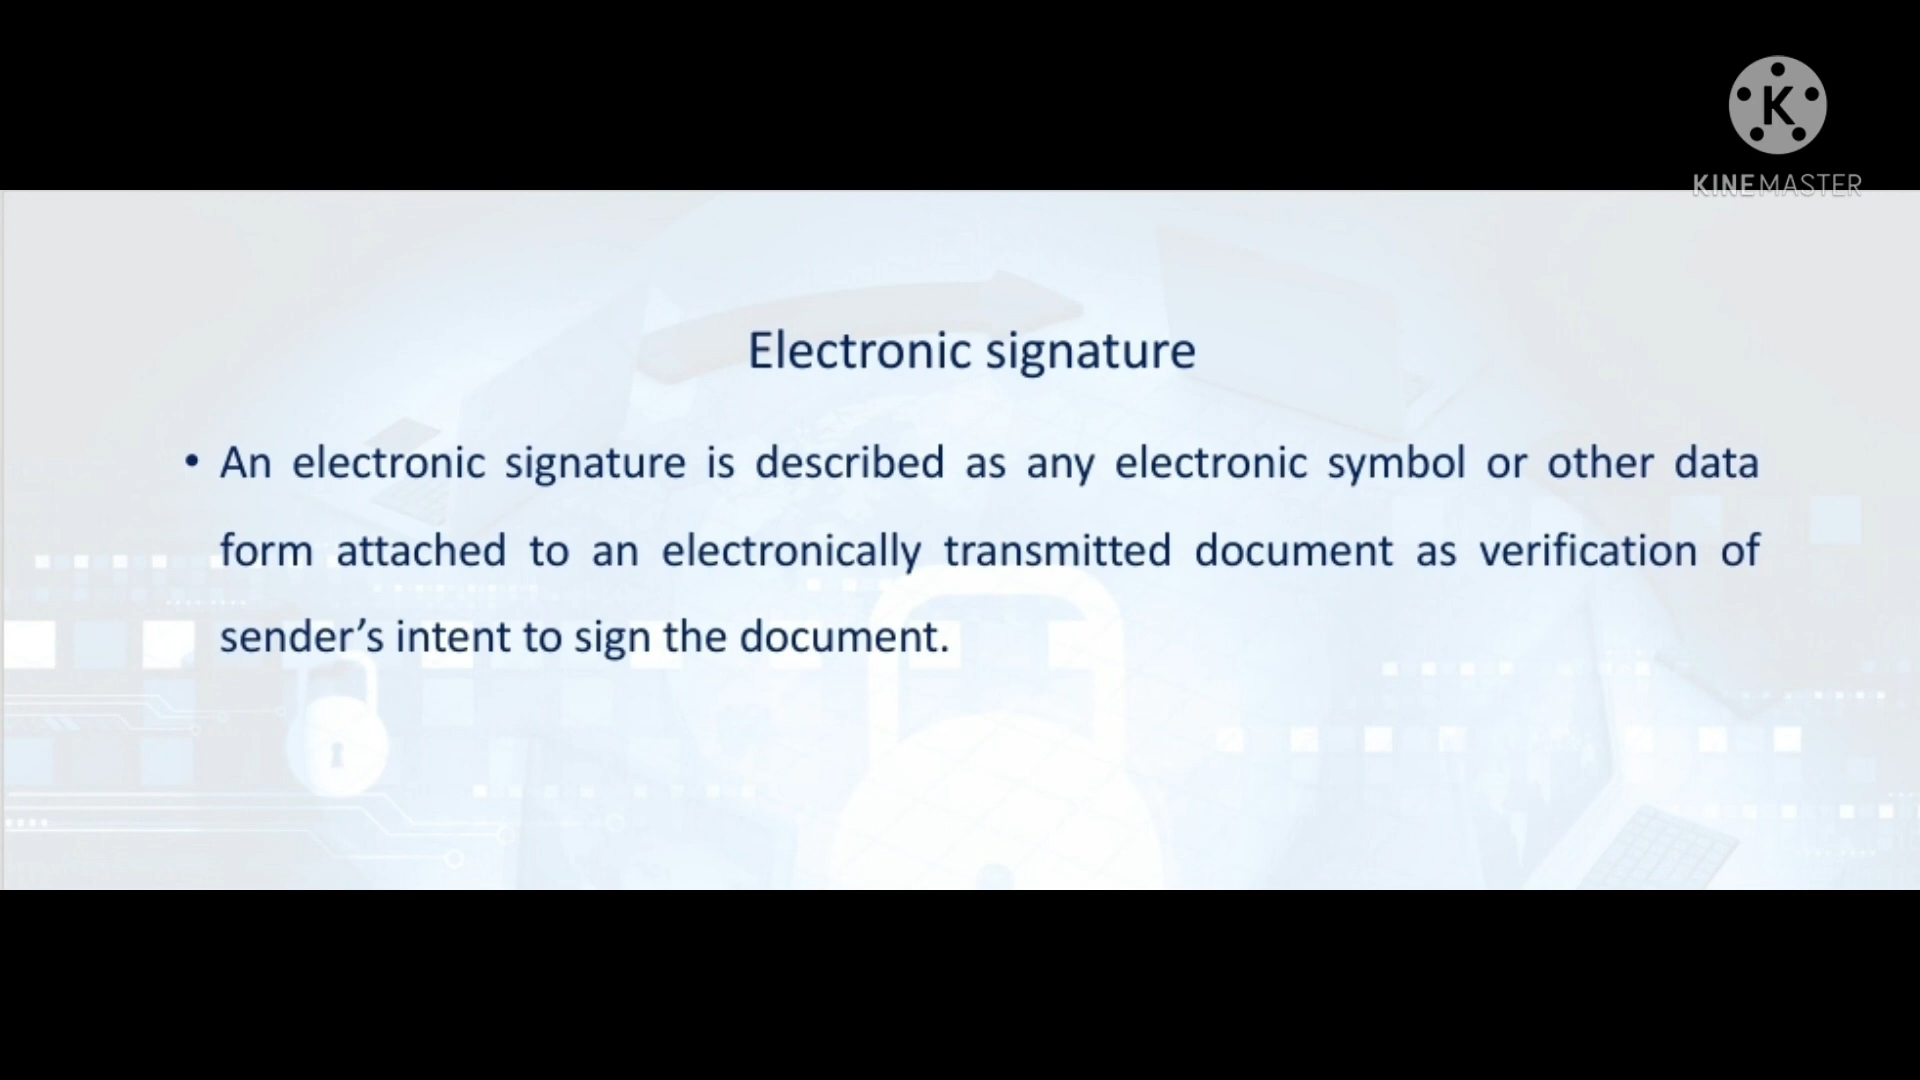 K
KINEMASTER
Electronic signature
• An electronic signature is described as any electronic symbol or other data
form attached to an electronically transmitted document as verification of
sender’s intent to sign the document.